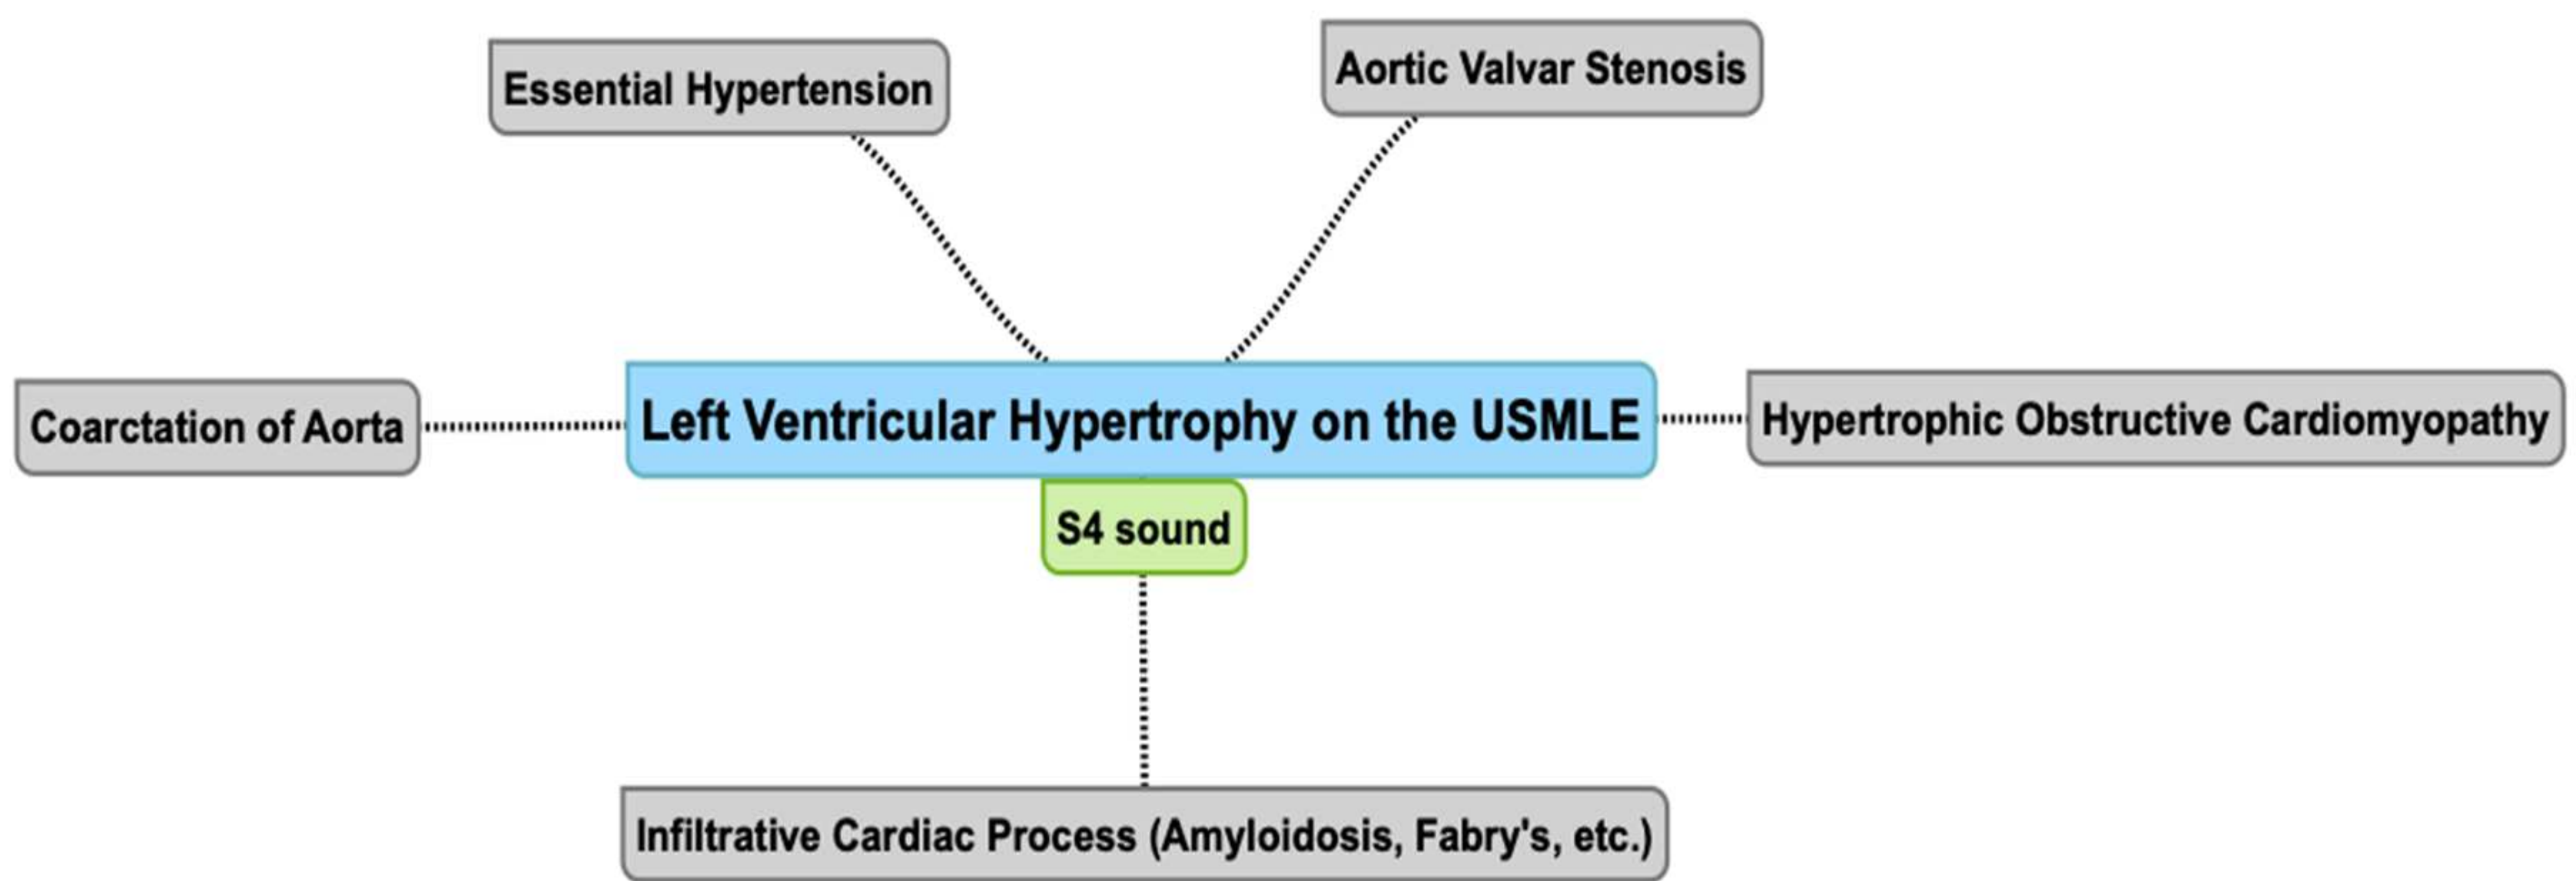 Essential Hypertension
Aortic Valvar Stenosis
Coarctation of Aorta
Left Ventricular Hypertrophy on the USMLE
Hypertrophic Obstructive Cardiomyopathy
S4 sound
Infiltrative Cardiac Process (Amyloidosis, Fabry's, etc.)